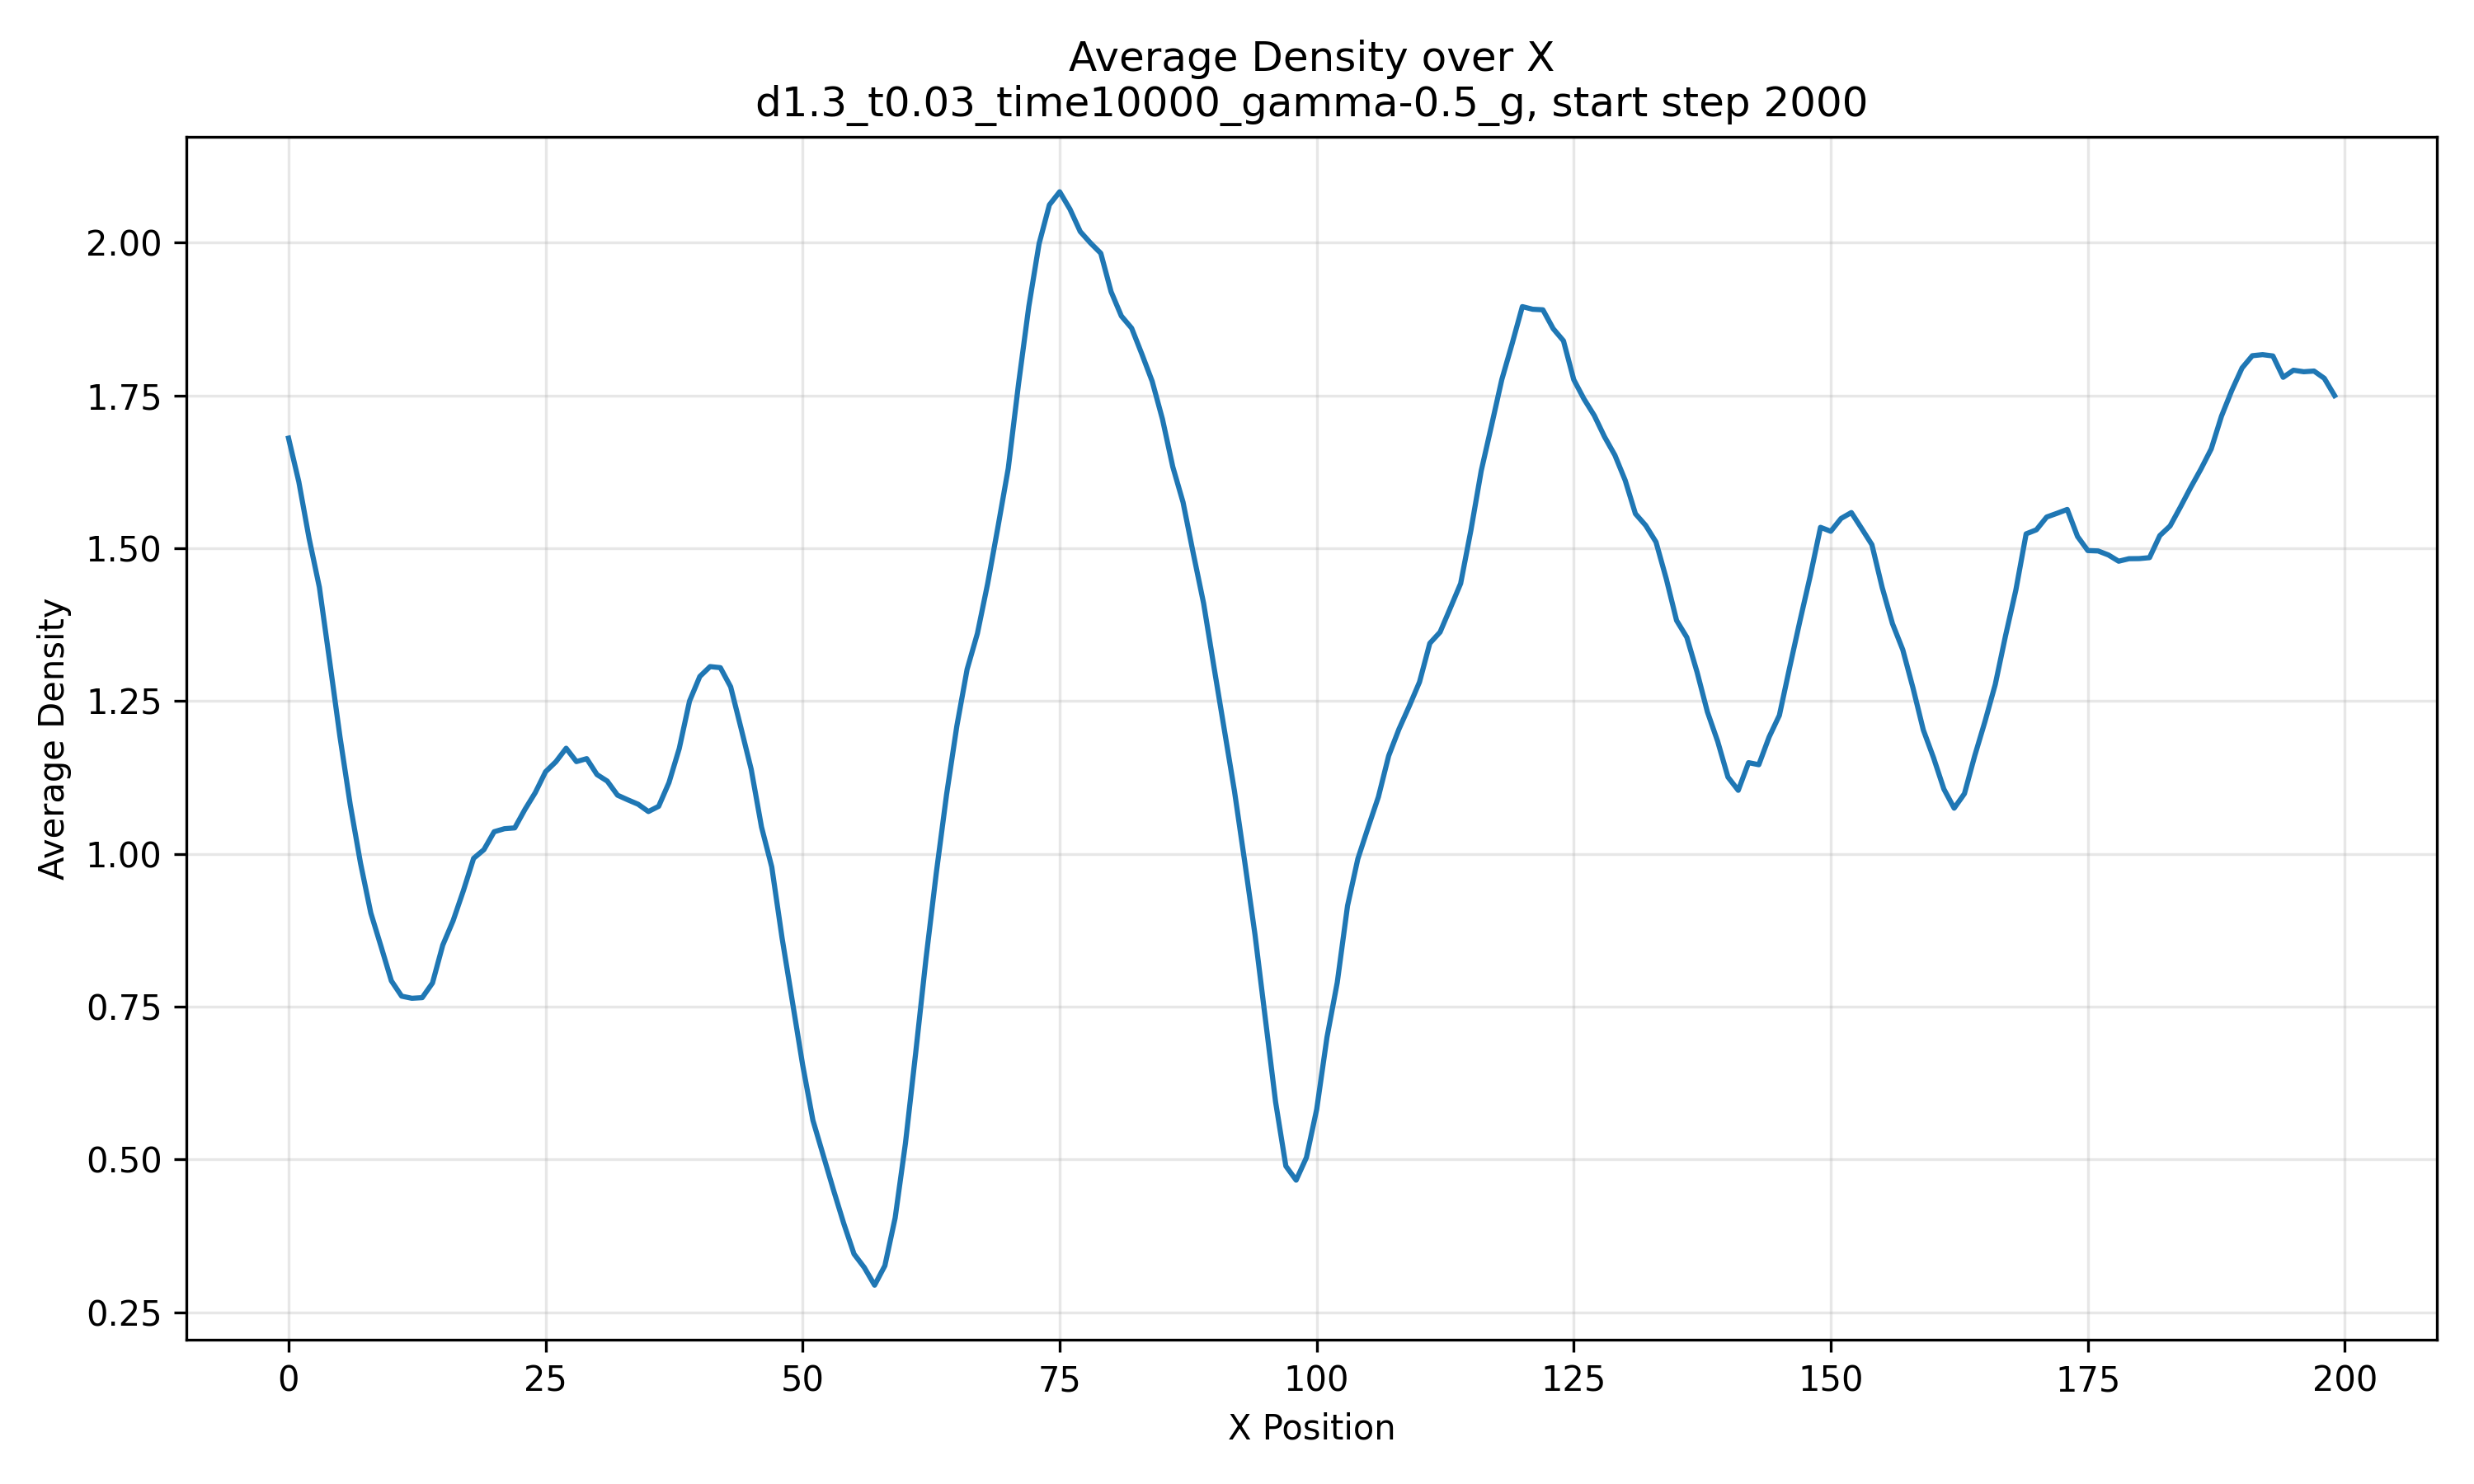 Average Density over X
d1.3_t0.03_time10000_gamma-0.5_g, start step 2000
Average Density
2.00
1.75
1.50
1.25
1.00
0.75
0.50
0.25
0 25 50 75 100 125 150 175 200
X Position